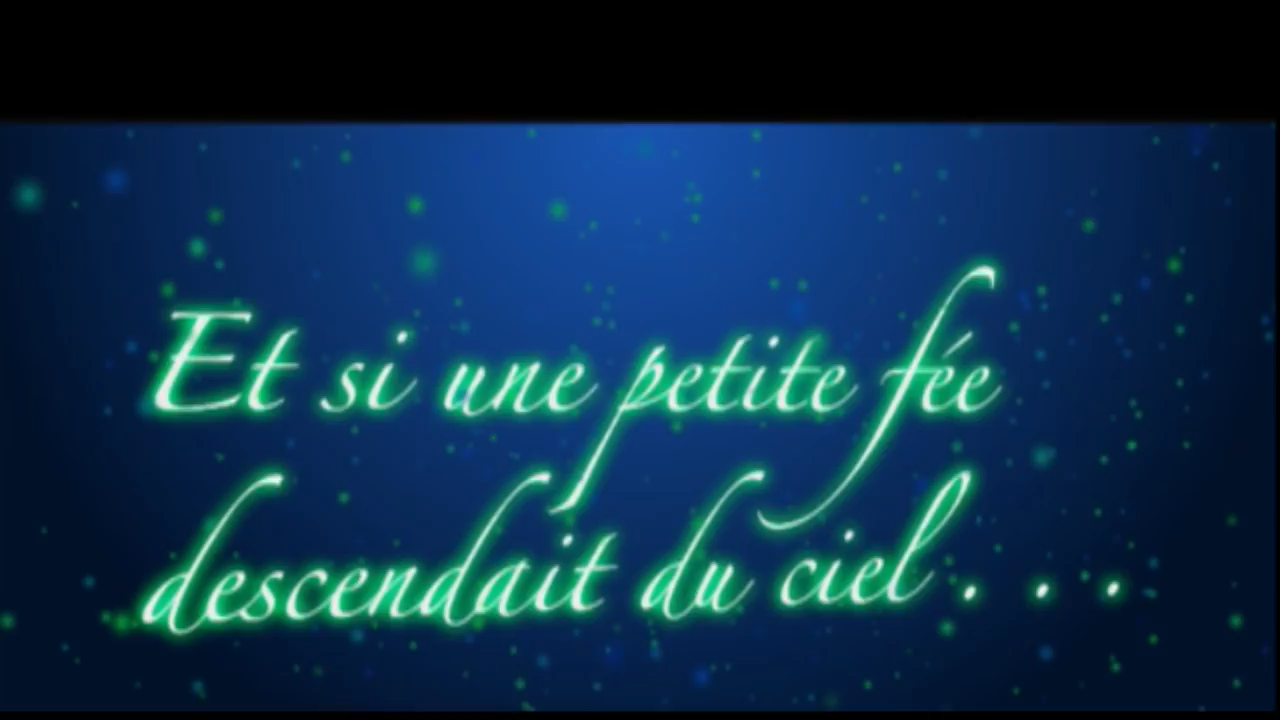 Et si une petite fée
descendait du ciel . . .